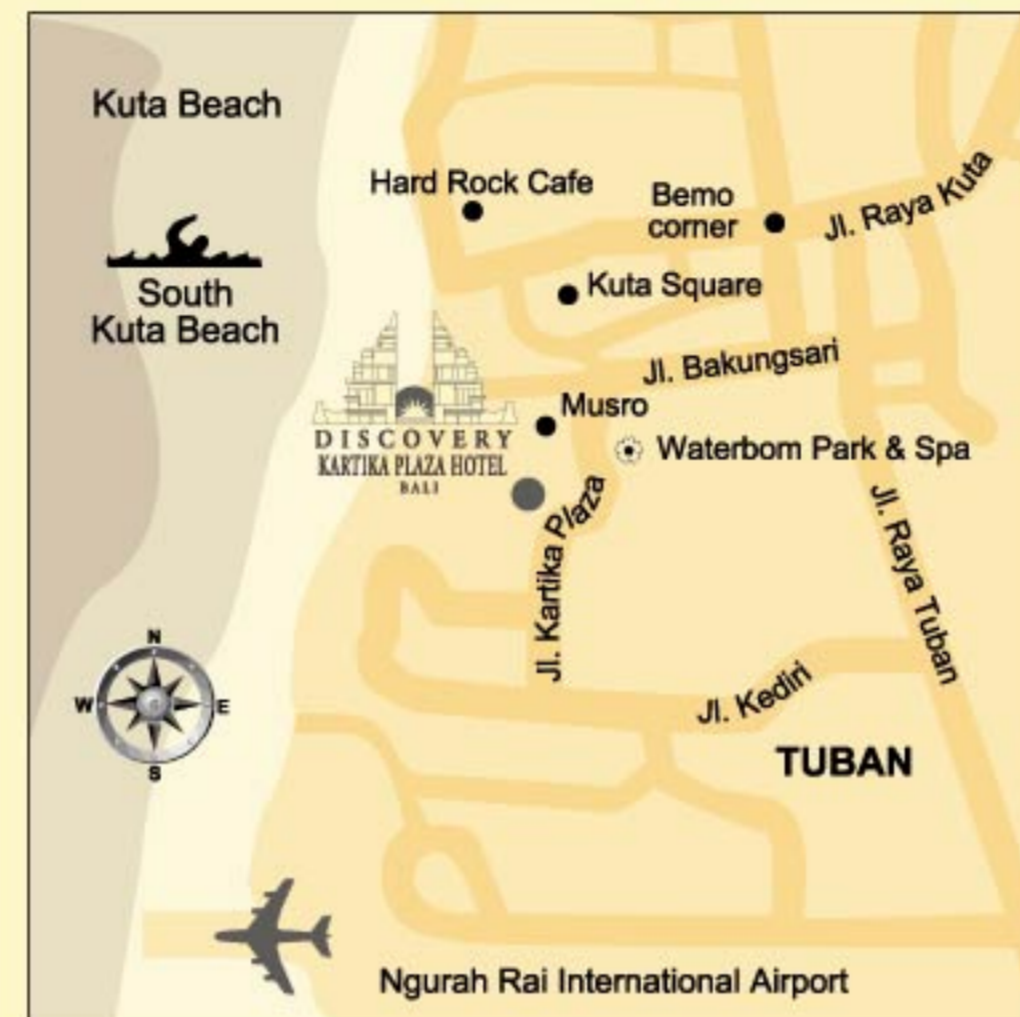 Kuta Beach
Hard Rock Cafe
Bemo
corner
Jl. Raya Kuta
South
Kuta Beach
Kuta Square
Jl. Bakungsari
Musro
DISCOVERY
KARTIKA PLAZA HOTEL
BALI
Waterbom Park & Spa
Jl. Kartika Plaza
Jl. Raya Tuban
N
W
E
S
Jl. Kediri
TUBAN
Ngurah Rai International Airport